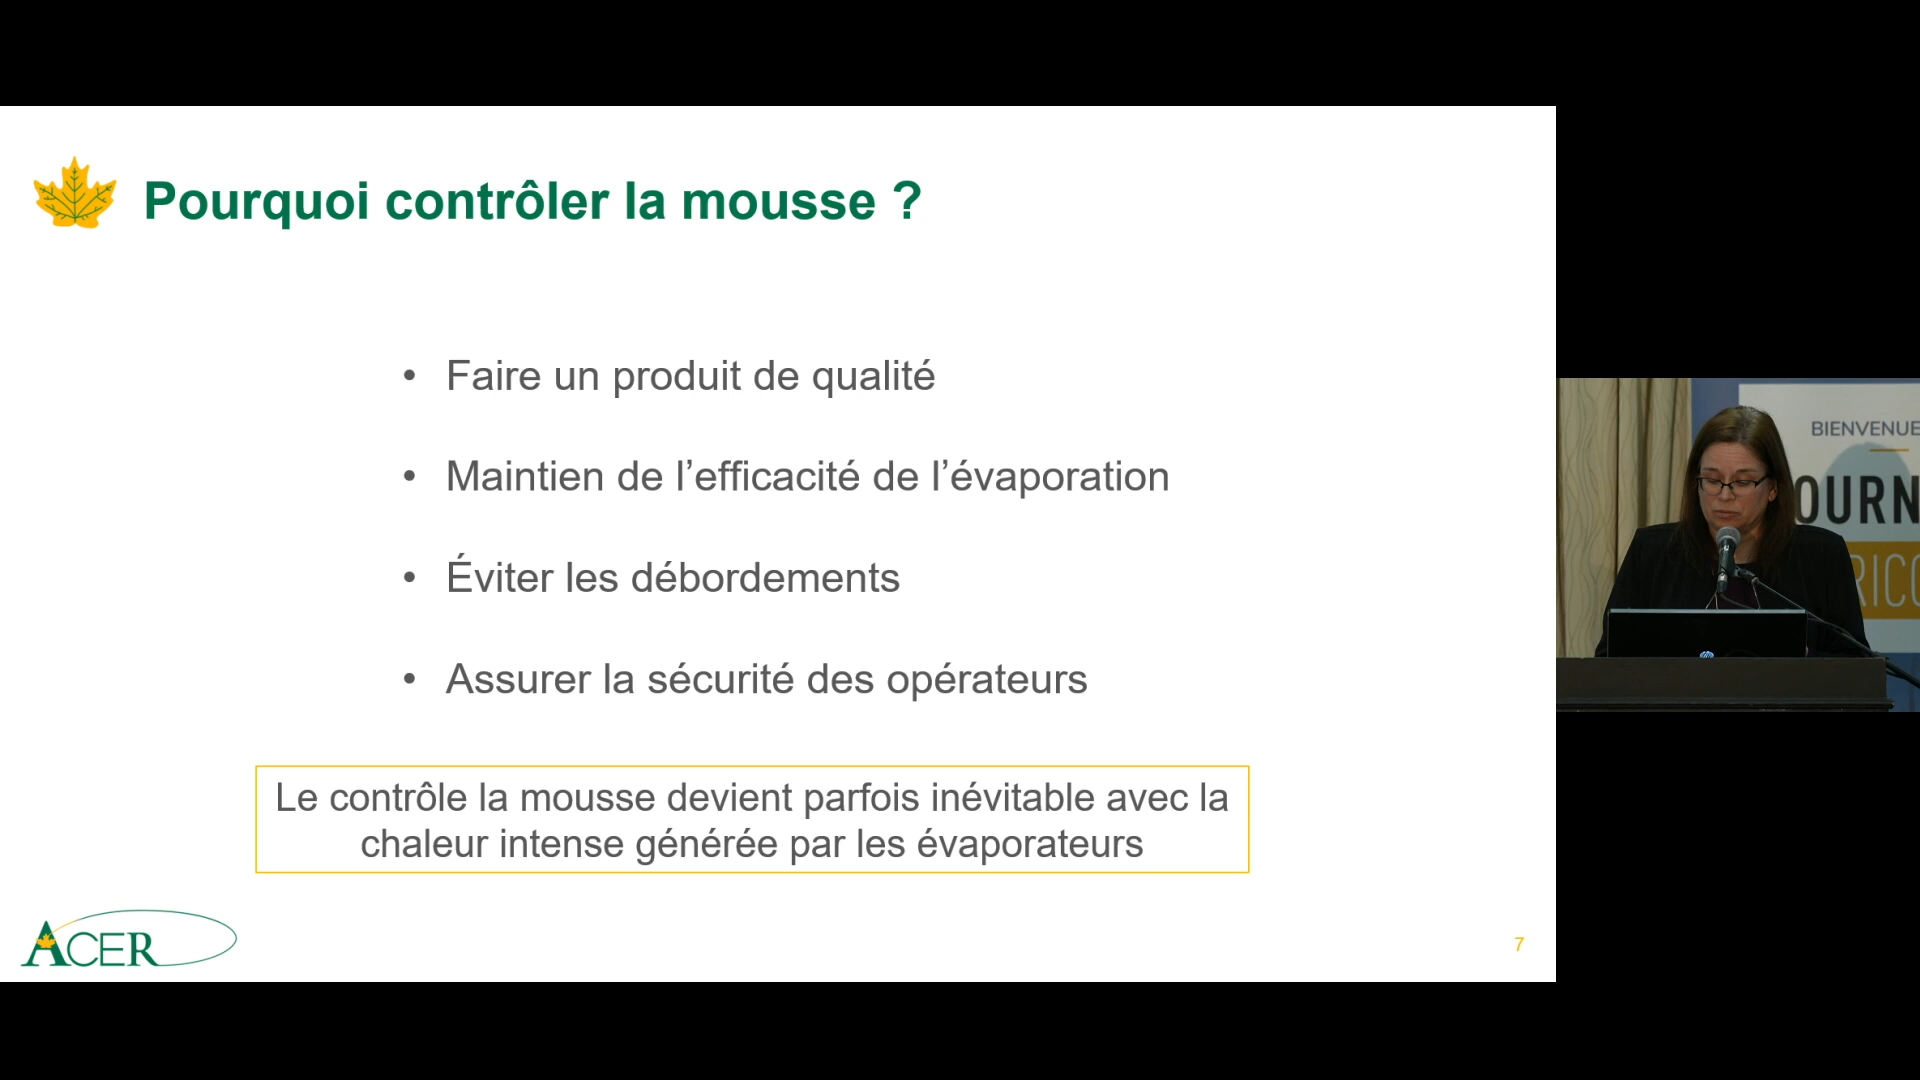 Pourquoi contrôler la mousse ?
• Faire un produit de qualité
• Maintien de l’efficacité de l’évaporation
• Éviter les débordements
• Assurer la sécurité des opérateurs
Le contrôle la mousse devient parfois inévitable avec la
chaleur intense générée par les évaporateurs
ACER
7
BIENVENUE
OURN
RICO